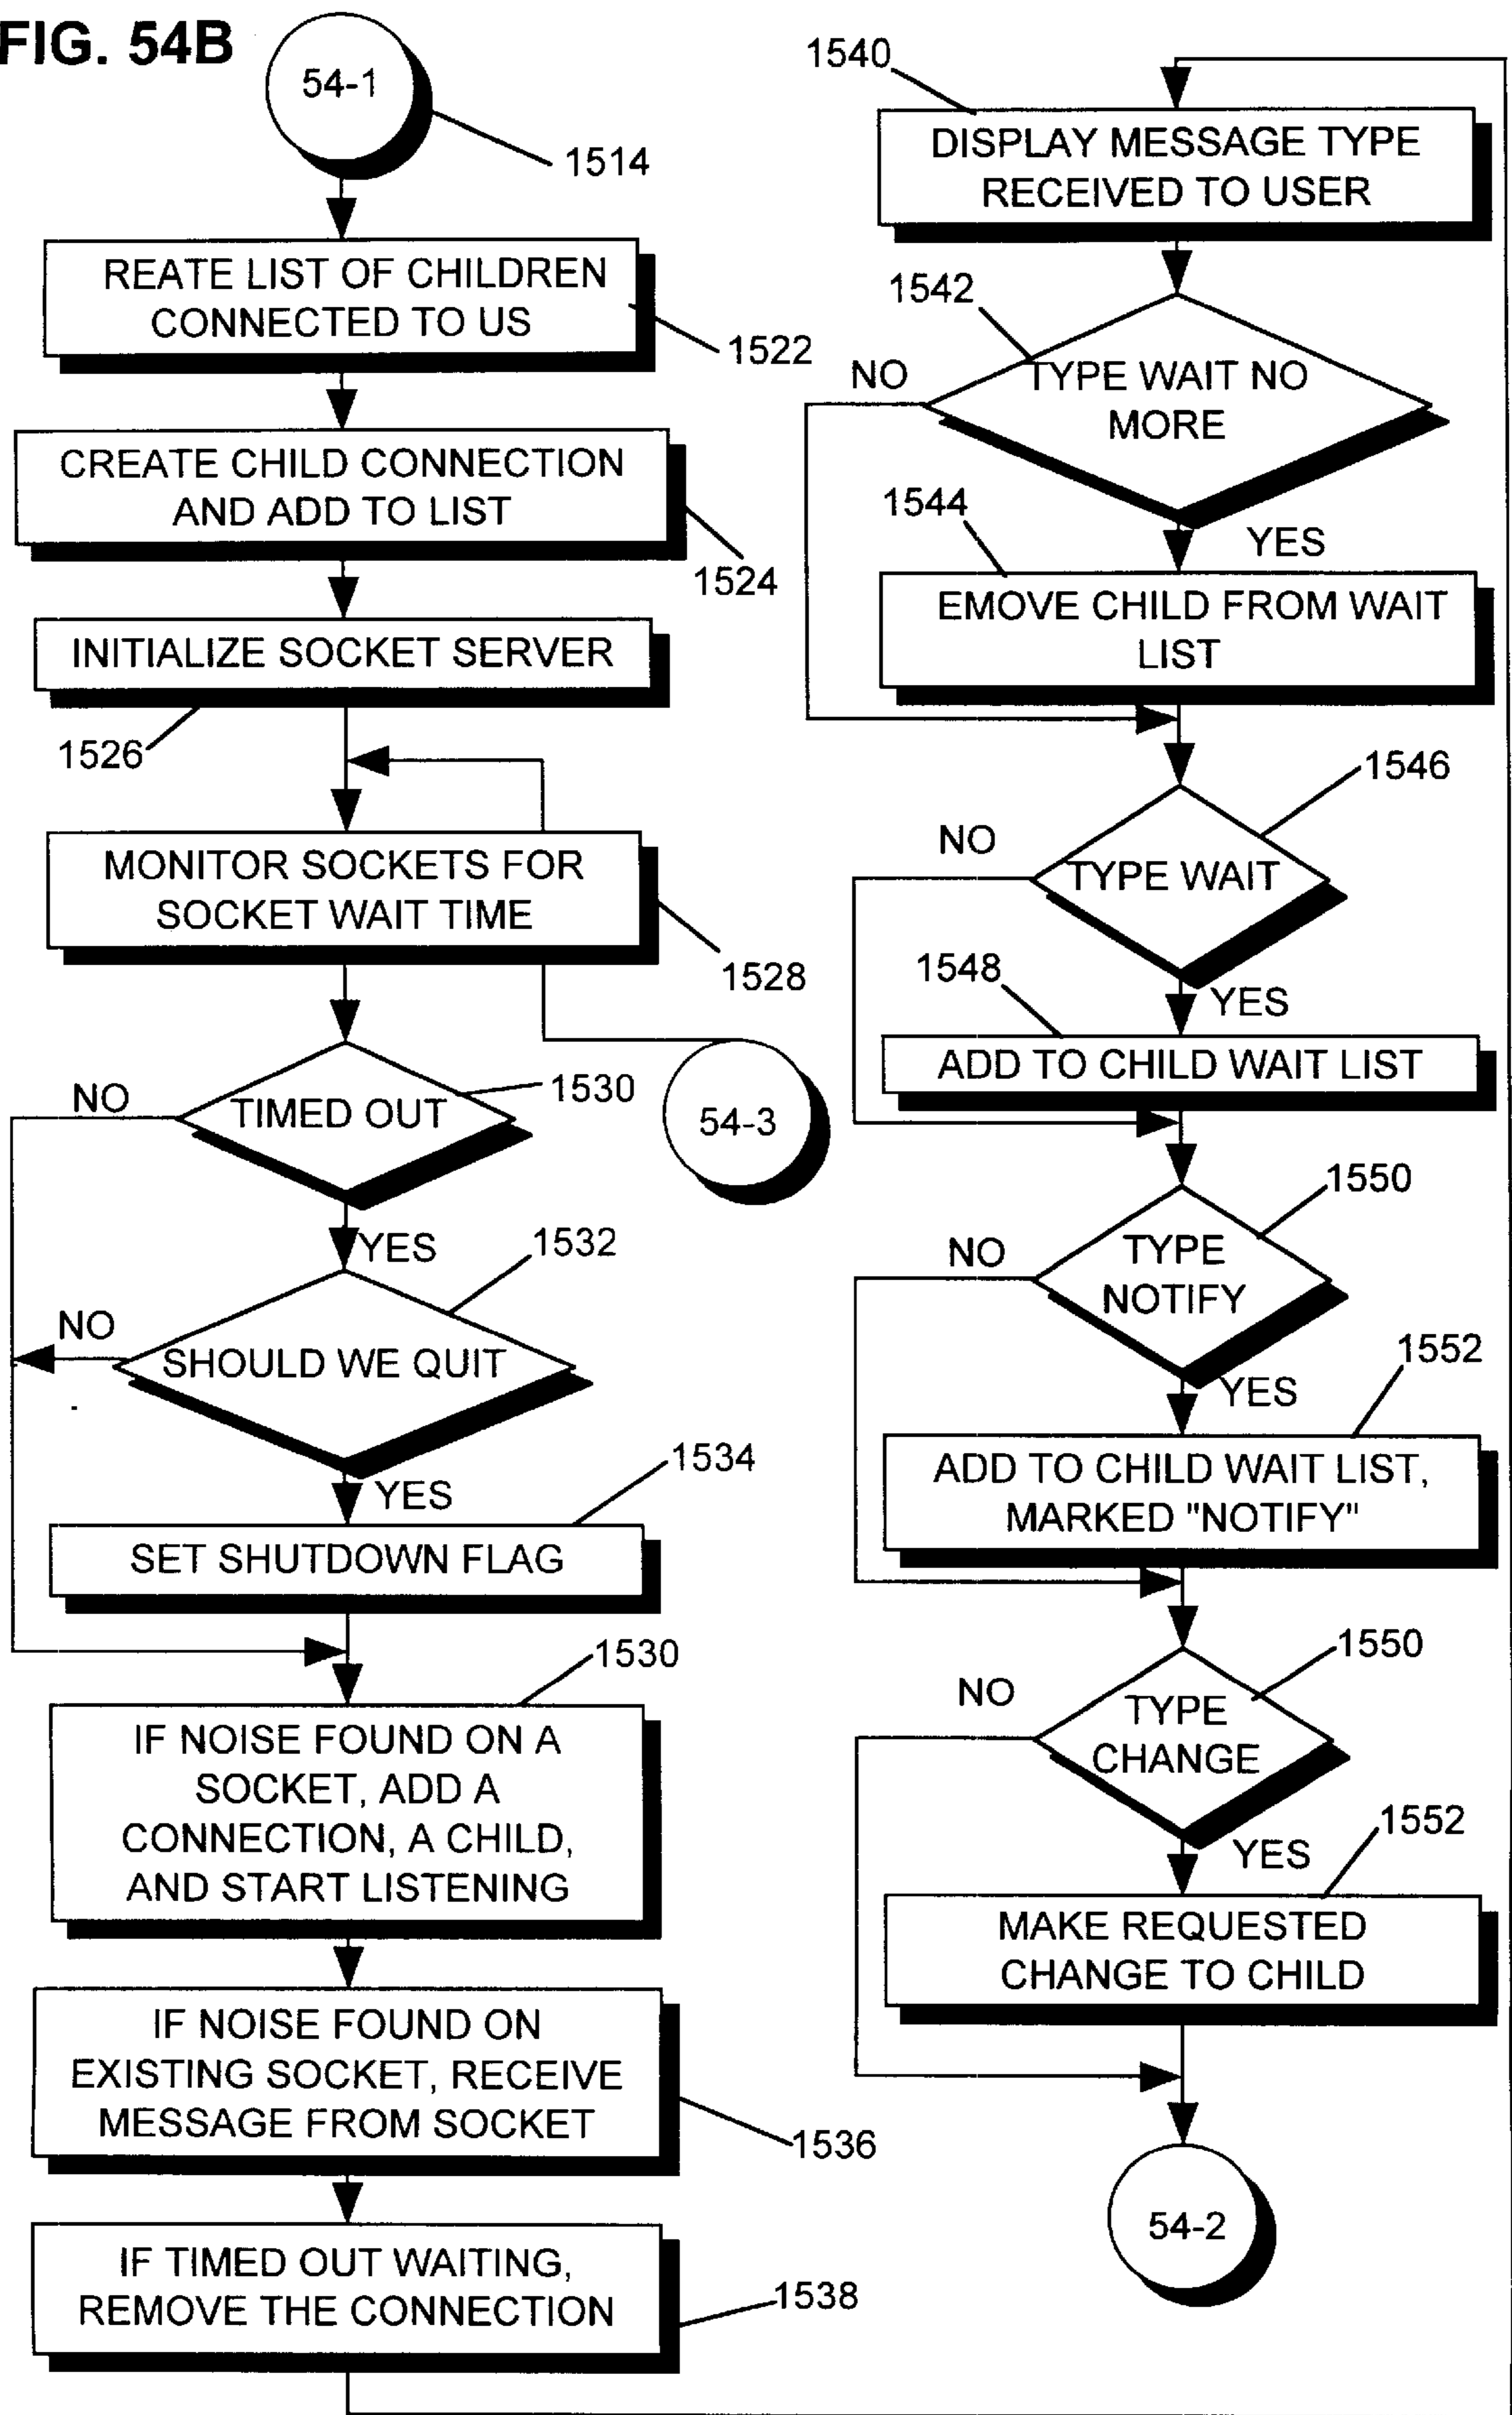 FIG. 54B
54-1
1514
REATE LIST OF CHILDREN
CONNECTED TO US
1522
CREATE CHILD CONNECTION
AND ADD TO LIST
1524
INITIALIZE SOCKET SERVER
1526
MONITOR SOCKETS FOR
SOCKET WAIT TIME
1528
54-3
TIMED OUT
1530
NO
YES
SHOULD WE QUIT
1532
NO
YES
SET SHUTDOWN FLAG
1534
1530
IF NOISE FOUND ON A
SOCKET, ADD A
CONNECTION, A CHILD,
AND START LISTENING
IF NOISE FOUND ON
EXISTING SOCKET, RECEIVE
MESSAGE FROM SOCKET
1536
IF TIMED OUT WAITING,
REMOVE THE CONNECTION
1538
1540
DISPLAY MESSAGE TYPE
RECEIVED TO USER
1542
NO
TYPE WAIT NO
MORE
YES
1544
EMOVE CHILD FROM WAIT
LIST
1546
NO
TYPE WAIT
YES
1548
ADD TO CHILD WAIT LIST
1550
NO
TYPE
NOTIFY
YES
1552
ADD TO CHILD WAIT LIST,
MARKED "NOTIFY"
1550
NO
TYPE
CHANGE
YES
1552
MAKE REQUESTED
CHANGE TO CHILD
54-2